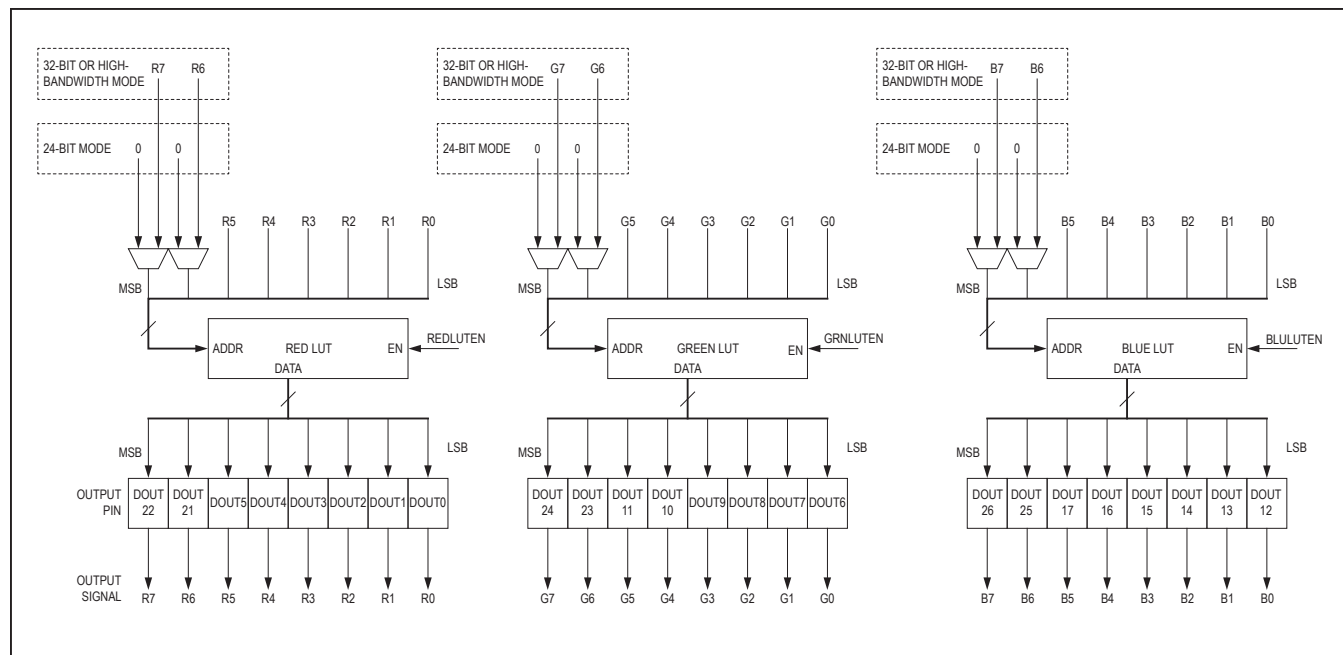 32-BIT OR HIGH-
BANDWIDTH MODE R7 R6
24-BIT MODE 0 0
R5 R4 R3 R2 R1 R0
MSB LSB
ADDR RED LUT EN REDLUTEN
DATA
MSB LSB
OUTPUT
PIN
DOUT
22
DOUT
21
DOUT5 DOUT4 DOUT3 DOUT2 DOUT1 DOUT0
OUTPUT
SIGNAL
R7 R6 R5 R4 R3 R2 R1 R0
32-BIT OR HIGH-
BANDWIDTH MODE G7 G6
24-BIT MODE 0 0
G5 G4 G3 G2 G1 G0
MSB LSB
ADDR GREEN LUT EN GRNLUTEN
DATA
MSB LSB
DOUT
24
DOUT
23
DOUT
11
DOUT
10
DOUT9 DOUT8 DOUT7 DOUT6
G7 G6 G5 G4 G3 G2 G1 G0
32-BIT OR HIGH-
BANDWIDTH MODE B7 B6
24-BIT MODE 0 0
B5 B4 B3 B2 B1 B0
MSB LSB
ADDR BLUE LUT EN BLULUTEN
DATA
MSB LSB
DOUT
26
DOUT
25
DOUT
17
DOUT
16
DOUT
15
DOUT
14
DOUT
13
DOUT
12
B7 B6 B5 B4 B3 B2 B1 B0